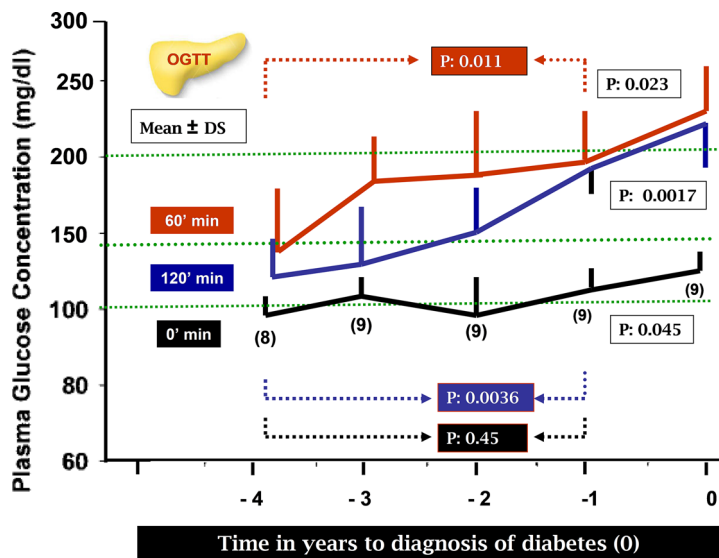 300
250
200
150
100
80
60
Plasma Glucose Concentration (mg/dl)
OGTT
Mean ± DS
P: 0.011
P: 0.023
60’ min
P: 0.0017
120’ min
0’ min
(8)
(9)
(9)
(9)
(9)
P: 0.045
P: 0.0036
P: 0.45
- 4
- 3
- 2
-1
0
Time in years to diagnosis of diabetes (0)